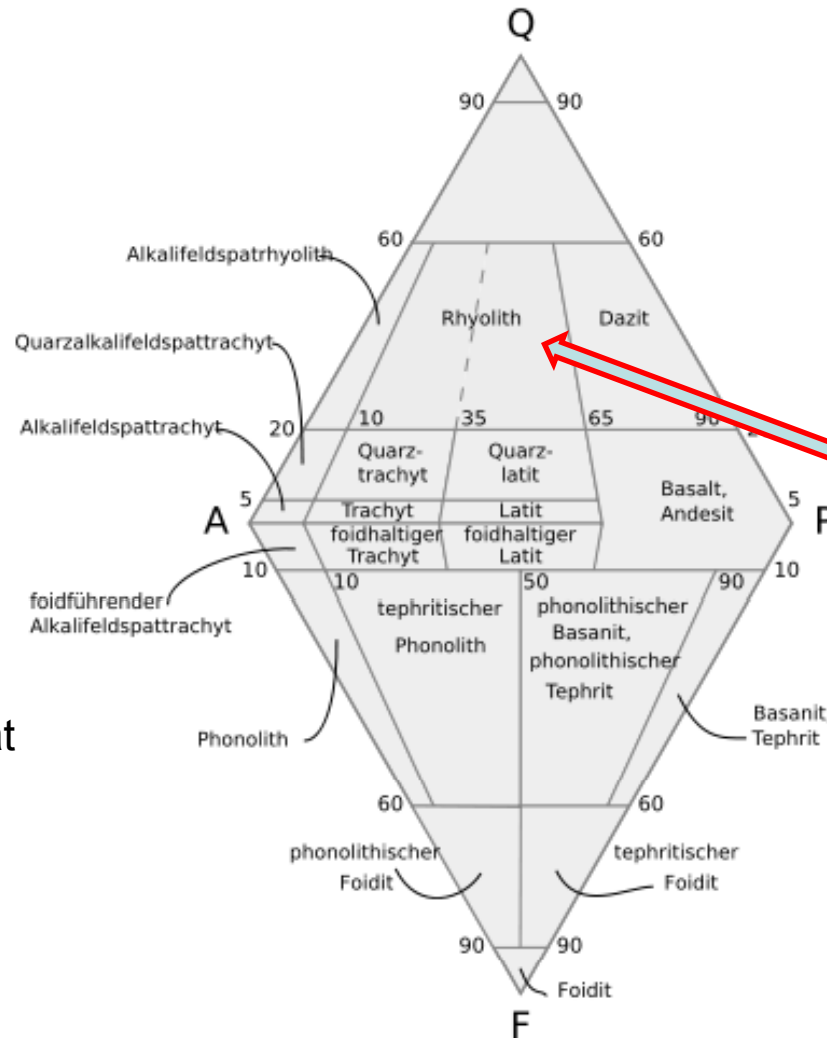 Q
90 90
60 60
Alkalifeldspatrhyolith
Rhyolith Dazit
Quarzalkalifeldspattrachyt
Alkalifeldspattrachyt
20 10 35 65 90
Quarz-
trachyt
Quarz-
latit
Basalt,
Andesit
5 5
Trachyt Latit
A
foidhaltiger
Trachyt
foidhaltiger
Latit
10 10 50 90 10
foidführender
Alkalifeldspattrachyt
tephritischer
Phonolith
phonolithischer
Basanit,
phonolithischer
Tephrit
Phonolith
Basanit,
Tephrit
60 60
phonolithischer
Foidit
tephritischer
Foidit
90 90
Foidit
F